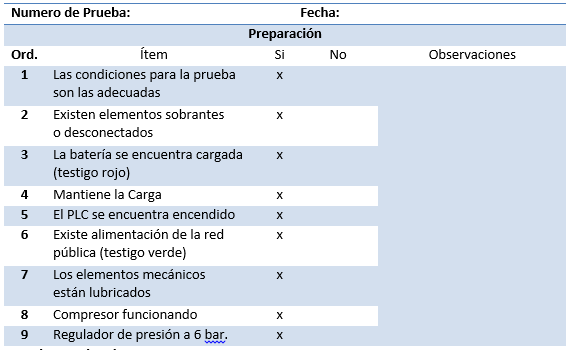 Numero de Prueba: Fecha:
Preparación
Ord. Ítem Si No Observaciones
1 Las condiciones para la prueba x
son las adecuadas
2 Existen elementos sobrantes x
o desconectados
3 La batería se encuentra cargada x
(testigo rojo)
4 Mantiene la Carga x
5 El PLC se encuentra encendido x
6 Existe alimentación de la red x
pública (testigo verde)
7 Los elementos mecánicos x
están lubricados
8 Compresor funcionando x
9 Regulador de presión a 6 bar. x